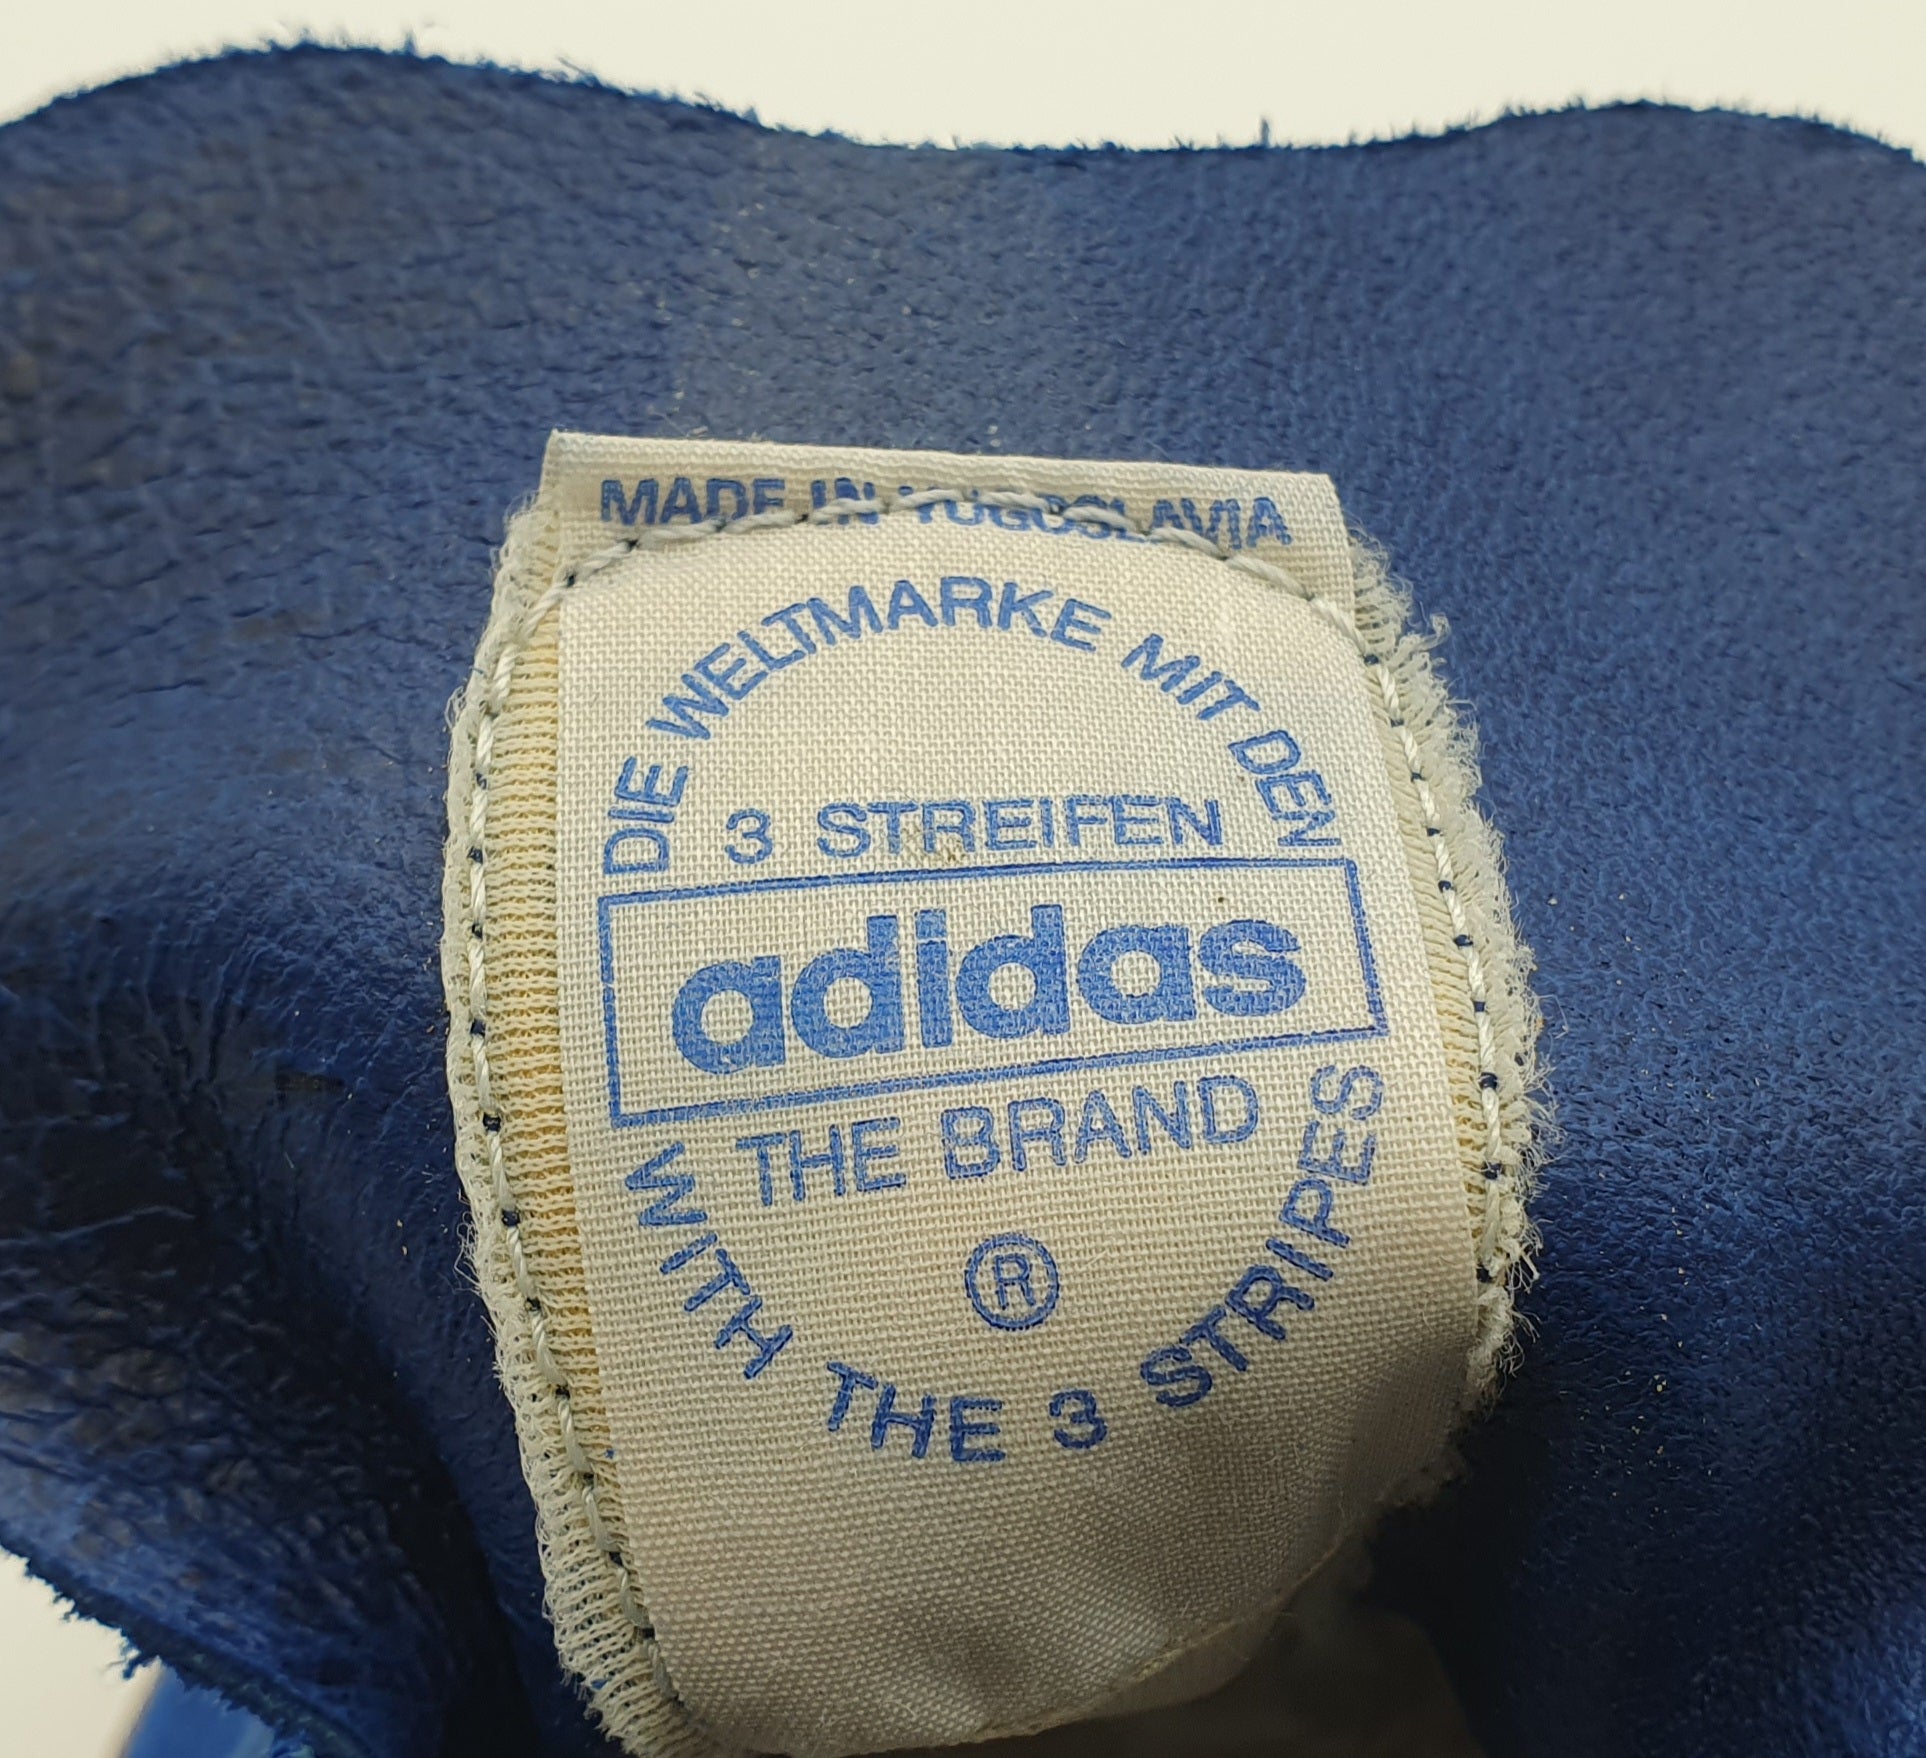 MADE IN YUGOSLAVIA
DIE WELTMARKE MIT DEN
3 STREIFEN
adidas
THE BRAND
WITH THE 3 STRIPES
®